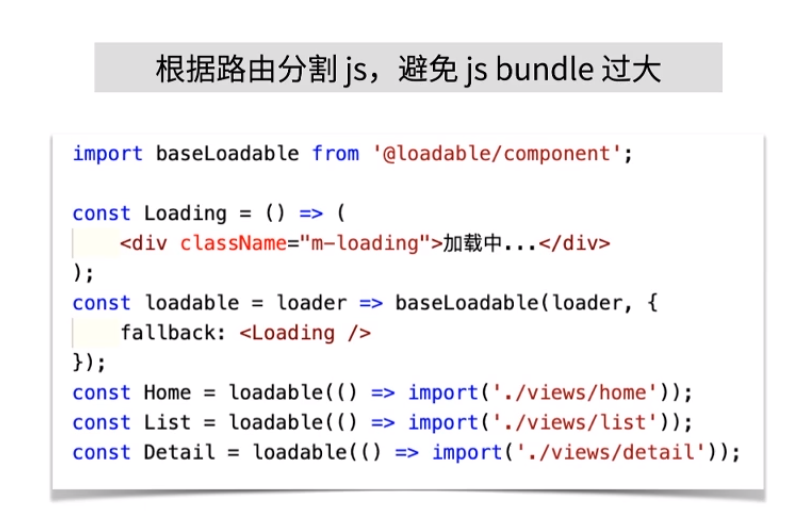 根据路由分割 js，避免 js bundle 过大
import baseLoadable from '@loadable/component';
const Loading = () => (
<div className="m-loading">加载中...</div>
);
const loadable = loader => baseLoadable(loader, {
fallback: <Loading />
});
const Home = loadable(() => import('./views/home'));
const List = loadable(() => import('./views/list'));
const Detail = loadable(() => import('./views/detail'));